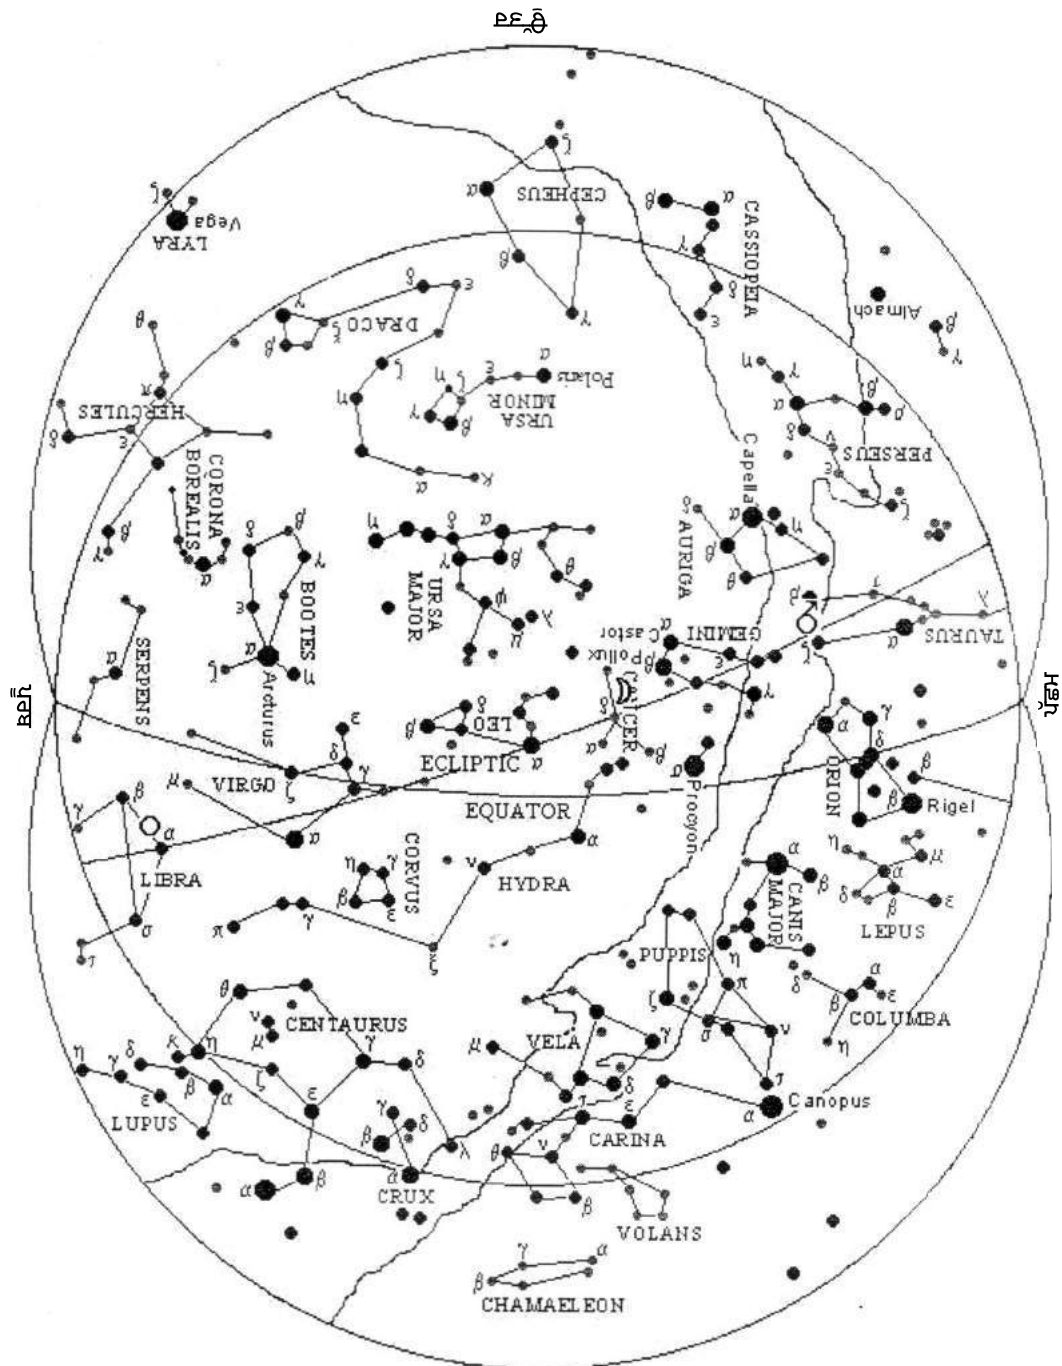 ζ
α
CEPHEUS
β
γ
β
α
CASSIOPEIA
γ
δ
ε
ζ
Vega
LYRA
δ
ε
γ
DRACO
β
ξ
ζ
η
α
κ
Almach
β
γ
α
Polaris
ε
ζ
η
URSA
MINOR
γ
β
θ
π
HERCULES
δ
ε
β
γ
η
γ
α
β
ρ
δ
ν
PERSEUS
ε
ζ
CORONA
BOREALIS
α
δ
β
γ
ε
BOOTES
α
ζ
η
Arcturus
η
δ
α
γ
β
θ
URSA
MAJOR
ψ
λ
μ
Capella
δ
α
η
AURIGA
β
θ
β
τ
λ
ζ
TAURUS
Castor
α
GEMINI
β
Pollux
ε
γ
SERPENS
α
CANCER
δ
α
β
δ
LEO
β
α
ECLIPTIC
ε
δ
γ
VIRGO
ζ
μ
α
EQUATOR
α
Procyon
α
γ
δ
ORION
β
β
Rigel
γ
β
α
LIBRA
σ
τ
η
γ
CORVUS
β
ε
ν
HYDRA
α
π
γ
ξ
α
β
CANIS
MAJOR
η
η
μ
α
δ
β
ε
LEPUS
PUPPIS
π
ζ
σ
ν
τ
δ
α
β
ε
COLUMBA
η
θ
ν
CENTAURUS
μ
κ
η
ζ
γ
δ
ε
λ
β
α
VELA
μ
γ
δ
τ
Canopus
α
η
γ
δ
β
α
ε
LUPUS
γ
δ
β
α
CRUX
CARINA
ε
θ
ν
β
VOLANS
γ
α
β
CHAMAELEON